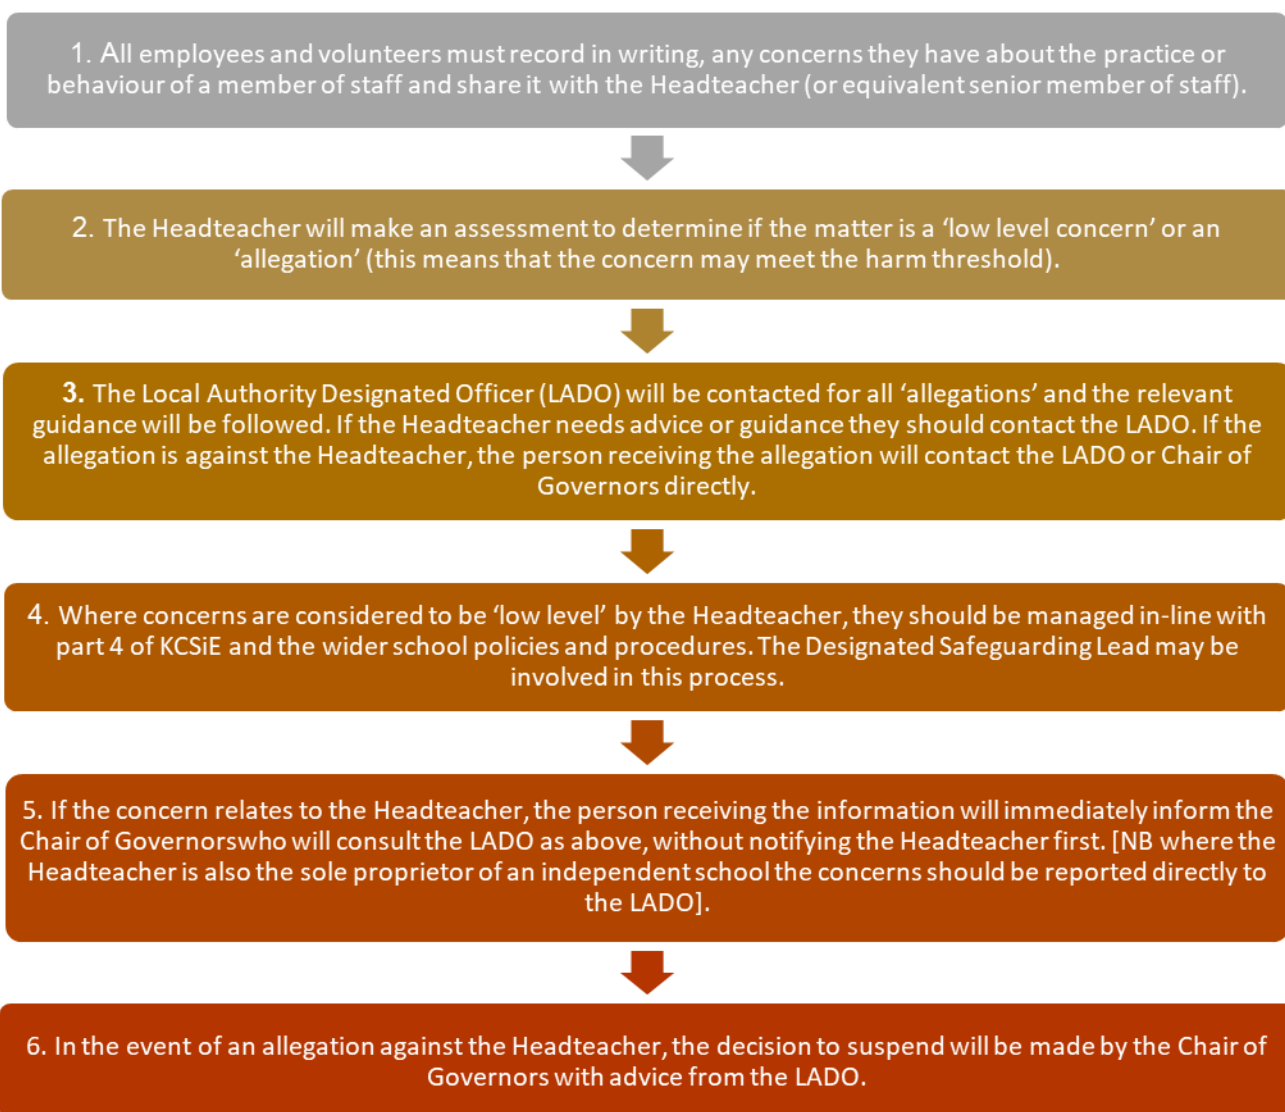 1. All employees and volunteers must record in writing, any concerns they have about the practice or
behaviour of a member of staff and share it with the Headteacher (or equivalent senior member of staff).
2. The Headteacher will make an assessment to determine if the matter is a ‘low level concern’ or an
‘allegation’ (this means that the concern may meet the harm threshold).
3. The Local Authority Designated Officer (LADO) will be contacted for all ‘allegations’ and the relevant
guidance will be followed. If the Headteacher needs advice or guidance they should contact the LADO. If the
allegation is against the Headteacher, the person receiving the allegation will contact the LADO or Chair of
Governors directly.
4. Where concerns are considered to be ‘low level’ by the Headteacher, they should be managed in-line with
part 4 of KCSiE and the wider school policies and procedures. The Designated Safeguarding Lead may be
involved in this process.
5. If the concern relates to the Headteacher, the person receiving the information will immediately inform the
Chair of Governorswho will consult the LADO as above, without notifying the Headteacher first. [NB where the
Headteacher is also the sole proprietor of an independent school the concerns should be reported directly to
the LADO].
6. In the event of an allegation against the Headteacher, the decision to suspend will be made by the Chair of
Governors with advice from the LADO.